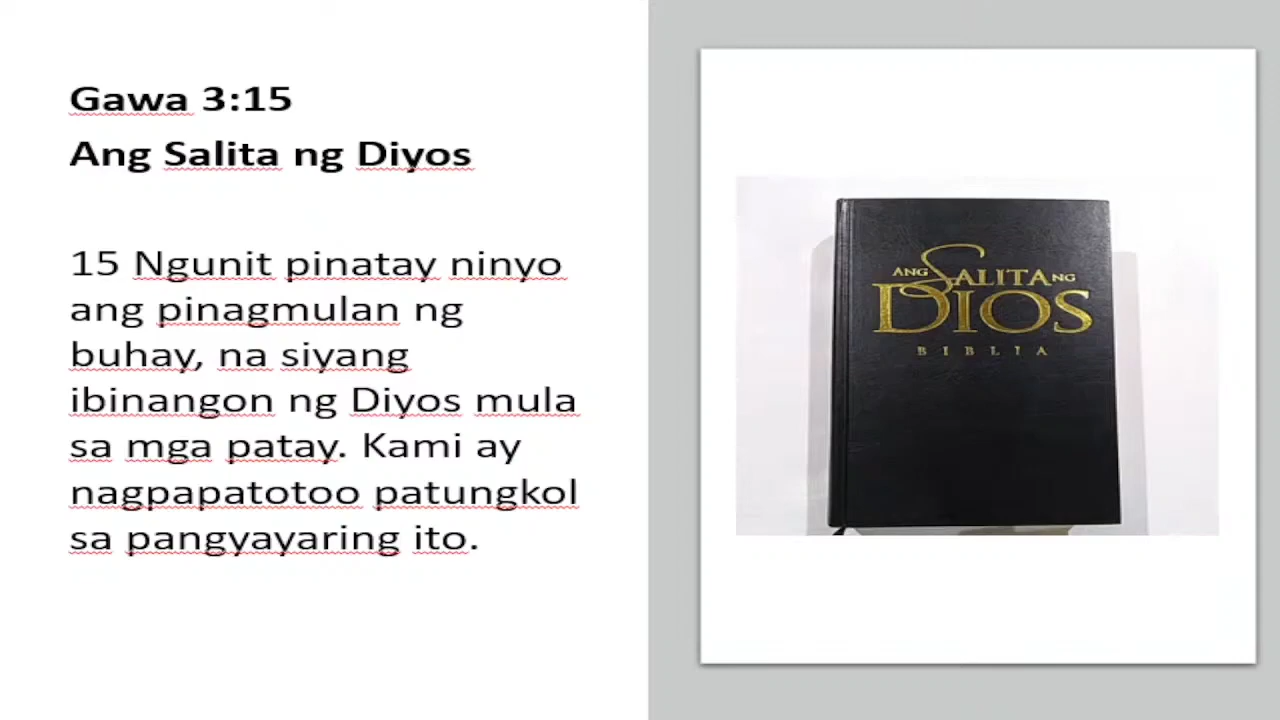 Gawa 3:15
Ang Salita ng Diyos
15 Ngunit pinatay ninyo
ang pinagmulan ng
buhay, na siyang
ibinangon ng Diyos mula
sa mga patay. Kami ay
nagpapatotoo patungkol
sa pangyayaring ito.
ANG SALITA NG
DIOS
BIBLIA